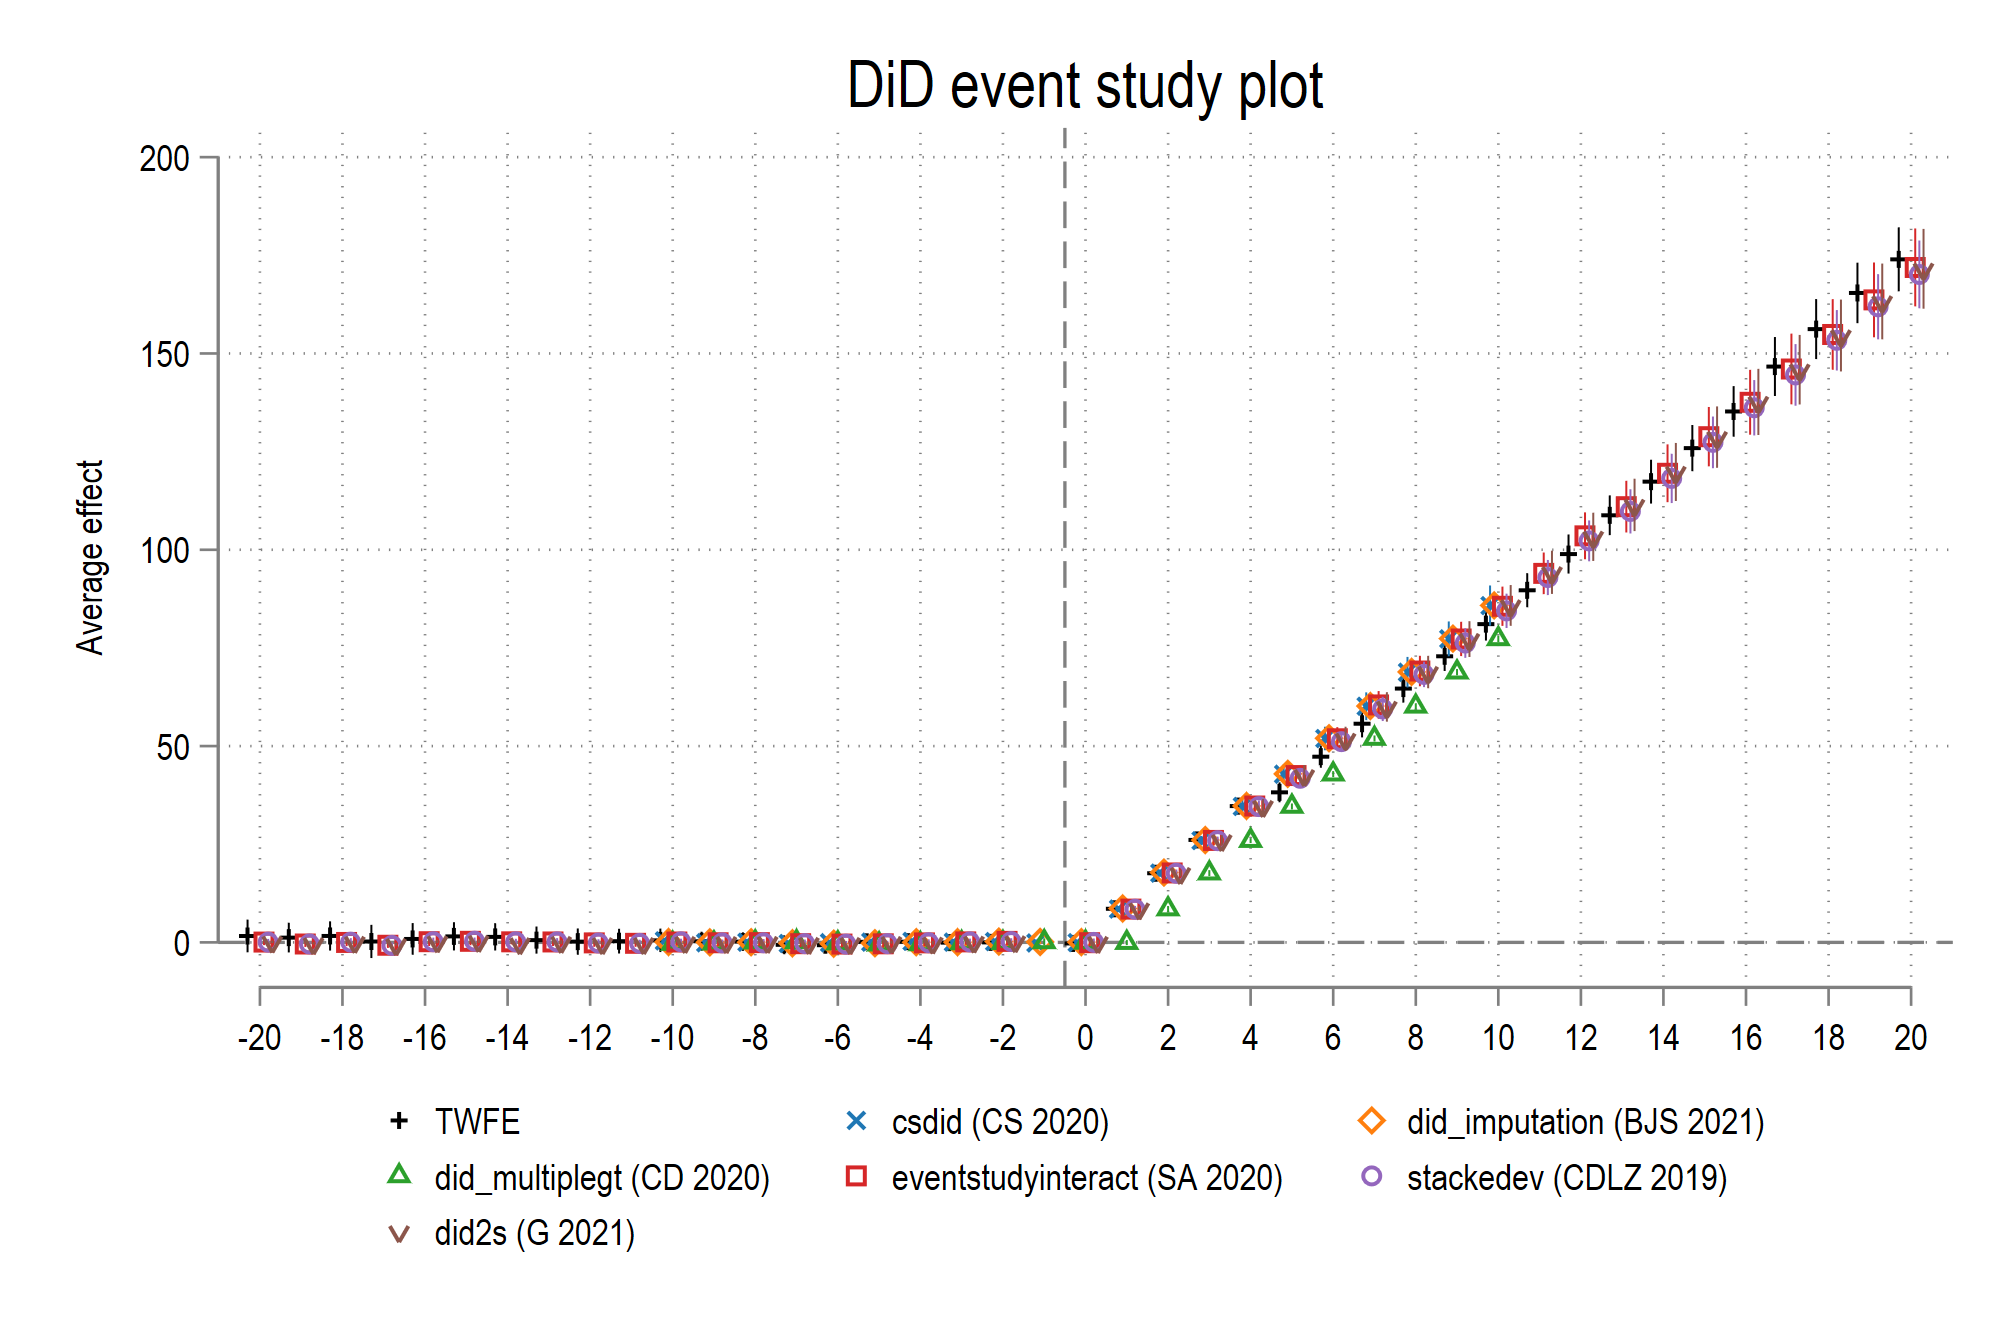 DiD event study plot
200
150
100
50
0
Average effect
-20 -18 -16 -14 -12 -10 -8 -6 -4 -2 0 2 4 6 8 10 12 14 16 18 20
TWFE csdid (CS 2020) did_imputation (BJS 2021)
did_multiplegt (CD 2020) eventstudyinteract (SA 2020) stackedev (CDLZ 2019)
did2s (G 2021)